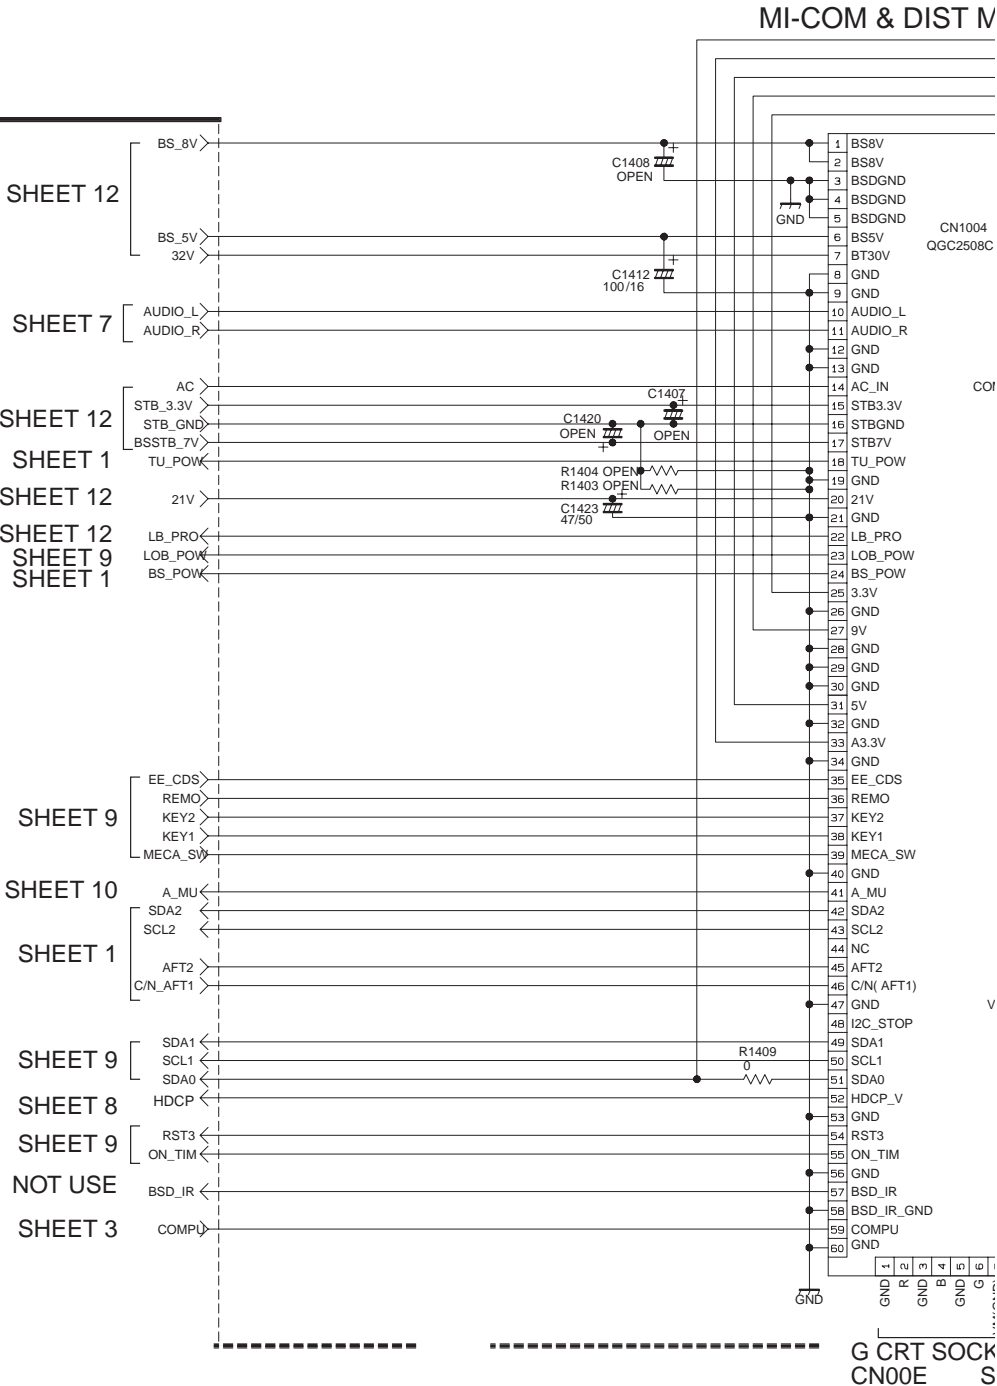 MI-COM & DIST M
SHEET 12
BS_8V
BS_5V
32V
SHEET 7
AUDIO_L
AUDIO_R
SHEET 12
AC
STB_3.3V
STB_GND
BSSTB_7V
SHEET 1
TU_POW
SHEET 12
21V
SHEET 12
LB_PRO
SHEET 9
LOB_POW
SHEET 1
BS_POW
SHEET 9
EE_CDS
REMO
KEY2
KEY1
MECA_SW
SHEET 10
A_MU
SHEET 1
SDA2
SCL2
AFT2
C/N_AFT1
SHEET 9
SDA1
SCL1
SDA0
SHEET 8
HDCP
SHEET 9
RST3
ON_TIM
NOT USE
BSD_IR
SHEET 3
COMPU
C1408
OPEN
+
GND
C1412
100/16
+
C1407
+
OPEN
C1420
OPEN
+
R1404 OPEN
R1403 OPEN
C1423
47/50
+
R1409
0
GND
1 BS8V
2 BS8V
3 BSDGND
4 BSDGND
5 BSDGND
6 BS5V
7 BT30V
8 GND
9 GND
10 AUDIO_L
11 AUDIO_R
12 GND
13 GND
14 AC_IN
15 STB3.3V
16 STBGND
17 STB7V
18 TU_POW
19 GND
20 21V
21 GND
22 LB_PRO
23 LOB_POW
24 BS_POW
25 3.3V
26 GND
27 9V
28 GND
29 GND
30 GND
31 5V
32 GND
33 A3.3V
34 GND
35 EE_CDS
36 REMO
37 KEY2
38 KEY1
39 MECA_SW
40 GND
41 A_MU
42 SDA2
43 SCL2
44 NC
45 AFT2
46 C/N( AFT1)
47 GND
48 I2C_STOP
49 SDA1
50 SCL1
51 SDA0
52 HDCP_V
53 GND
54 RST3
55 ON_TIM
56 GND
57 BSD_IR
58 BSD_IR_GND
59 COMPU
60 GND
CN1004
QGC2508C
COM
V
1 GND
2 R
3 GND
4 B
5 GND
6 G
G CRT SOCK
CN00E S